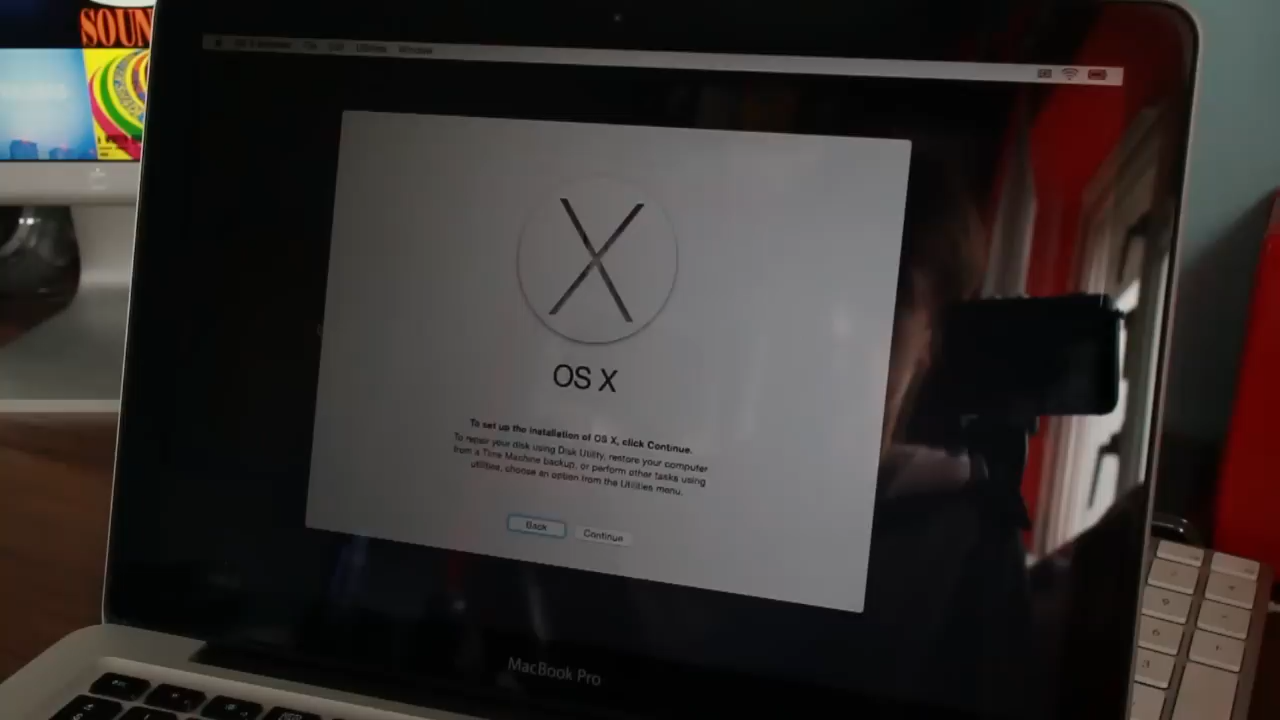 SOUN
OS X
To set up the installation of OS X, click Continue.
To repair your disk using Disk Utility, restore your computer
from a Time Machine backup, or perform other tasks using
utilities, choose an option from the Utilities menu.
Back
Continue
MacBook Pro